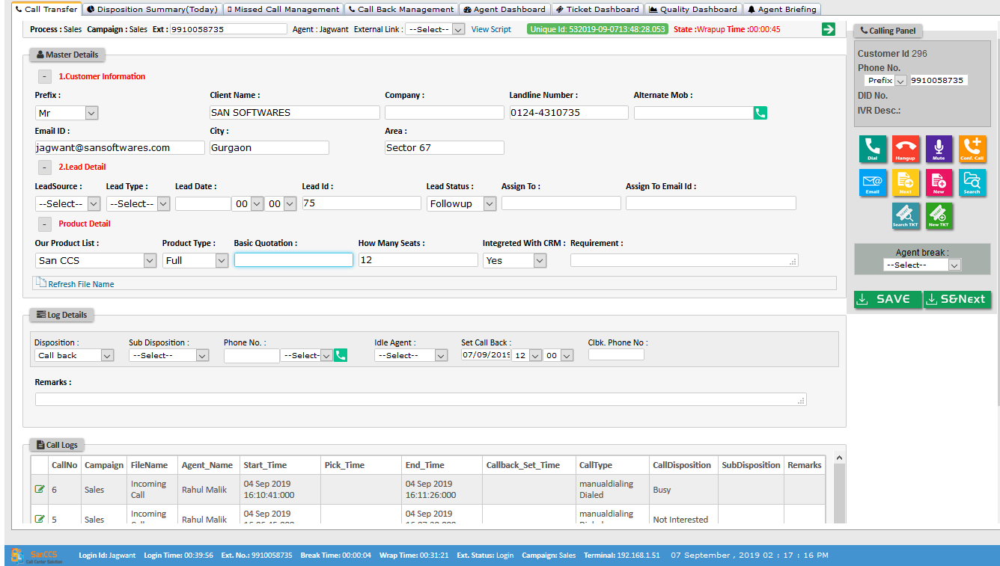 Call Transfer Disposition Summary(Today) Missed Call Management Call Back Management Agent Dashboard Ticket Dashboard Quality Dashboard Agent Briefing
Process : Sales Campaign : Sales Ext : 9910058735 Agent : Jagwant External Link : --Select-- View Script Unique Id: 532019-09-0713:48:28.053 State :Wrapup Time :00:00:45
Calling Panel
Customer Id 296
Phone No.
Prefix 9910058735
DID No.
IVR Desc.:
Dial Hangup Mute Conf. Call
Email Next New Search
Search TKT New TKT
Agent break :
--Select--
SAVE S&Next
Master Details
- 1.Customer Information
Prefix : Client Name : Company : Landline Number : Alternate Mob :
Mr SAN SOFTWARES 0124-4310735
Email ID : City : Area :
jagwant@sansoftwares.com Gurgaon Sector 67
- 2.Lead Detail
LeadSource : Lead Type : Lead Date : Lead Id : Lead Status : Assign To : Assign To Email Id :
--Select-- --Select-- 00 00 75 Followup
- Product Detail
Our Product List : Product Type : Basic Quotation : How Many Seats : Integreted With CRM : Requirement :
San CCS Full 12 Yes
Refresh File Name
Log Details
Disposition : Sub Disposition : Phone No. : Idle Agent : Set Call Back : Clbk. Phone No :
Call back --Select-- --Select-- --Select-- 07/09/2019 12 00
Remarks :
Call Logs
CallNo Campaign FileName Agent_Name Start_Time Pick_Time End_Time Callback_Set_Time CallType CallDisposition SubDisposition Remarks
6 Sales Incoming Call Rahul Malik 04 Sep 2019 16:10:41:000 04 Sep 2019 16:11:26:000 manualdialing Dialed Busy
5 Sales Incoming Rahul Malik 04 Sep 2019 04 Sep 2019 manualdialing Not Interested
SanCCS
Call Center Solution
Login Id: Jagwant Login Time: 00:39:56 Ext. No.: 9910058735 Break Time: 00:00:04 Wrap Time: 00:31:21 Ext. Status: Login Campaign: Sales Terminal: 192.168.1.51 07 September , 2019 02 : 17 : 16 PM